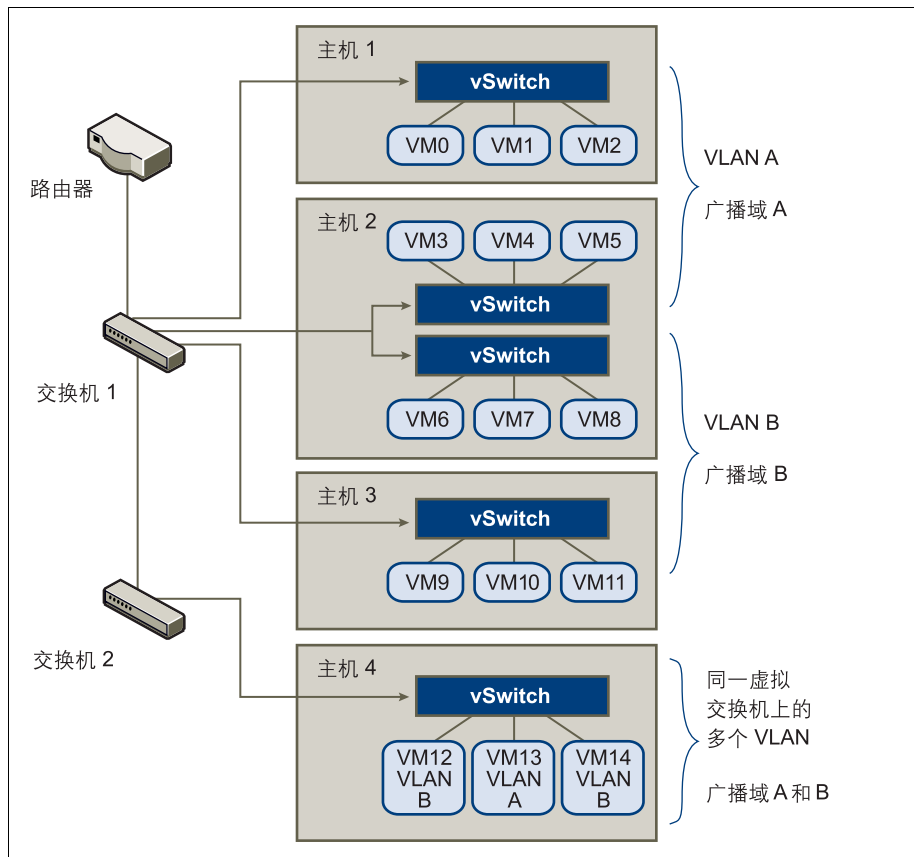 主机 1
vSwitch
VM0
VM1
VM2
路由器
VLAN A
广播域 A
主机 2
VM3
VM4
VM5
vSwitch
vSwitch
VM6
VM7
VM8
交换机 1
VLAN B
广播域 B
主机 3
vSwitch
VM9
VM10
VM11
交换机 2
主机 4
vSwitch
VM12
VLAN
B
VM13
VLAN
A
VM14
VLAN
B
同一虚拟
交换机上的
多个 VLAN
广播域 A 和 B